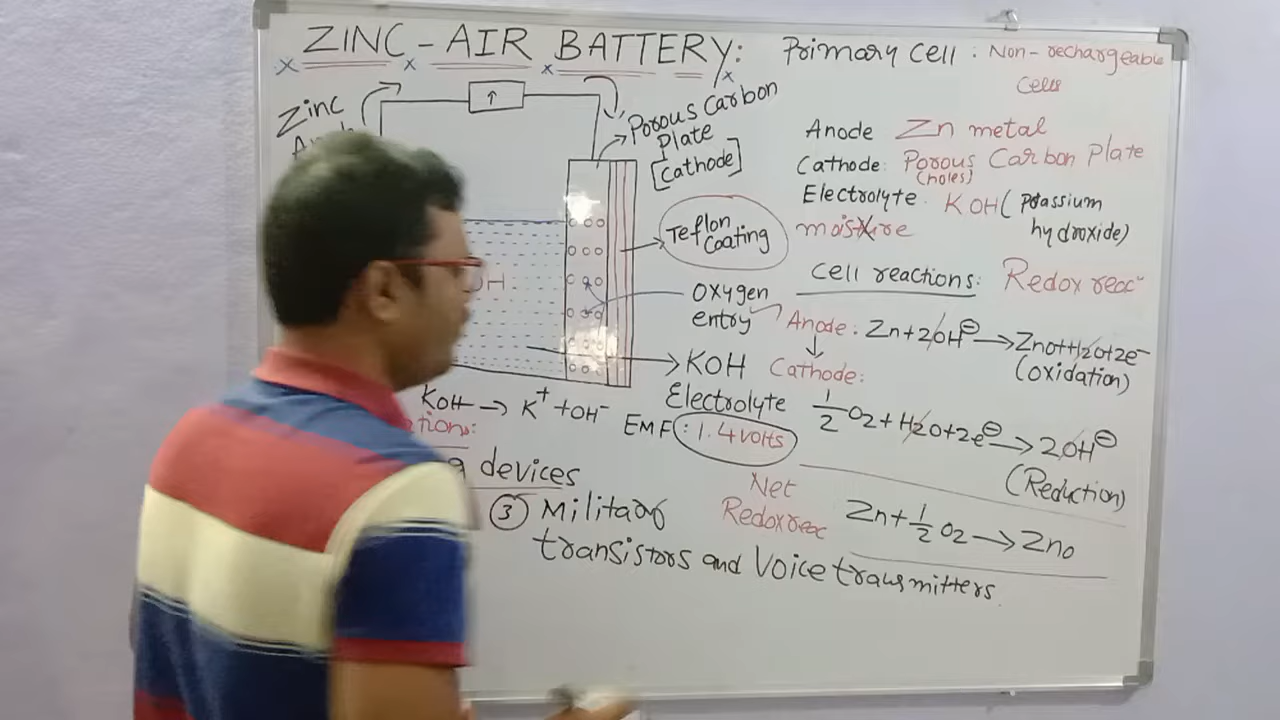 ZINC-AIR BATTERY: Primary cell: Non-rechargeable
Cells
Zinc
Porous Carbon
Plate
[cathode]
Anode Zn metal
Cathode: Porous Carbon Plate
(holes)
Electrolyte KOH (Potassium
hydroxide)
Teflon
coating
moisture
Cell reactions: Redox reac
oxygen
entry
Anode: Zn+2OH⊖ → ZnO+H2O+2e-
(oxidation)
KOH
Electrolyte
Cathode:
1/2 O2+H2O+2e⊖ → 2OH⊖
(Reduction)
KOH → K+ +OH-
EMF: 1.4volts
devices
Net
Redox reac
Zn+1/2 O2 → ZnO
③ Military
transistors and Voice transmitters.